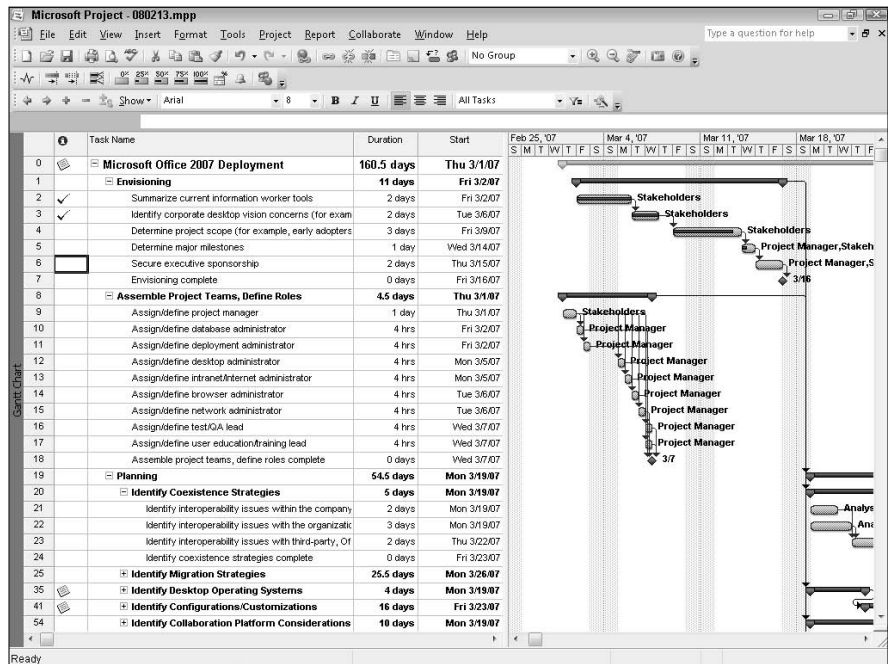 Microsoft Project - 080213.mpp
File Edit View Insert Format Tools Project Report Collaborate Window Help Type a question for help
No Group
0% 25% 50% 75% 100%
Show Arial 8 B I U All Tasks
Task Name Duration Start Feb 25, '07 Mar 4, '07 Mar 11, '07 Mar 18, '07
S M T W T F S S M T W T F S S M T W T F S S M T W T F
0 Microsoft Office 2007 Deployment 160.5 days Thu 3/1/07
1 Envisioning 11 days Fri 3/2/07
2 Summarize current information worker tools 2 days Fri 3/2/07 Stakeholders
3 Identify corporate desktop vision concerns (for exam 2 days Tue 3/6/07 Stakeholders
4 Determine project scope (for example, early adopters 3 days Fri 3/9/07 Stakeholders
5 Determine major milestones 1 day Wed 3/14/07 Project Manager,Stakeh
6 Secure executive sponsorship 2 days Thu 3/15/07 Project Manager,S
7 Envisioning complete 0 days Fri 3/16/07 3/16
8 Assemble Project Teams, Define Roles 4.5 days Thu 3/1/07
9 Assign/define project manager 1 day Thu 3/1/07 Stakeholders
10 Assign/define database administrator 4 hrs Fri 3/2/07 Project Manager
11 Assign/define deployment administrator 4 hrs Fri 3/2/07 Project Manager
12 Assign/define desktop administrator 4 hrs Mon 3/5/07 Project Manager
13 Assign/define intranet/Internet administrator 4 hrs Mon 3/5/07 Project Manager
14 Assign/define browser administrator 4 hrs Tue 3/6/07 Project Manager
15 Assign/define network administrator 4 hrs Tue 3/6/07 Project Manager
16 Assign/define test/QA lead 4 hrs Wed 3/7/07 Project Manager
17 Assign/define user education/training lead 4 hrs Wed 3/7/07 Project Manager
18 Assemble project teams, define roles complete 0 days Wed 3/7/07 3/7
19 Planning 54.5 days Mon 3/19/07
20 Identify Coexistence Strategies 5 days Mon 3/19/07
21 Identify interoperability issues within the company 2 days Mon 3/19/07 Analys
22 Identify interoperability issues with the organizatic 3 days Mon 3/19/07 Ana
23 Identify interoperability issues with third-party, Of 2 days Thu 3/22/07
24 Identify coexistence strategies complete 0 days Fri 3/23/07
25 Identify Migration Strategies 25.5 days Mon 3/26/07
35 Identify Desktop Operating Systems 4 days Mon 3/19/07
41 Identify Configurations/Customizations 16 days Fri 3/23/07
54 Identify Collaboration Platform Considerations 10 days Mon 3/19/07
Gantt Chart
Ready